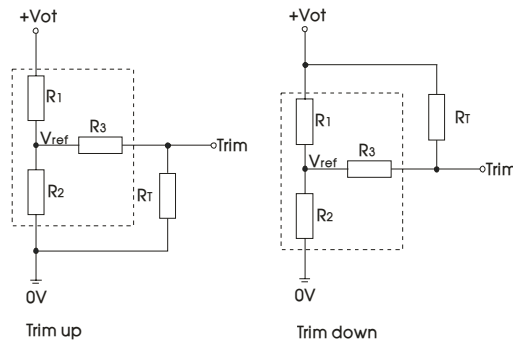 +Vot
R1
Vref
R3
Trim
R2
RT
0V
Trim up
+Vot
R1
RT
Vref
R3
Trim
R2
0V
Trim down